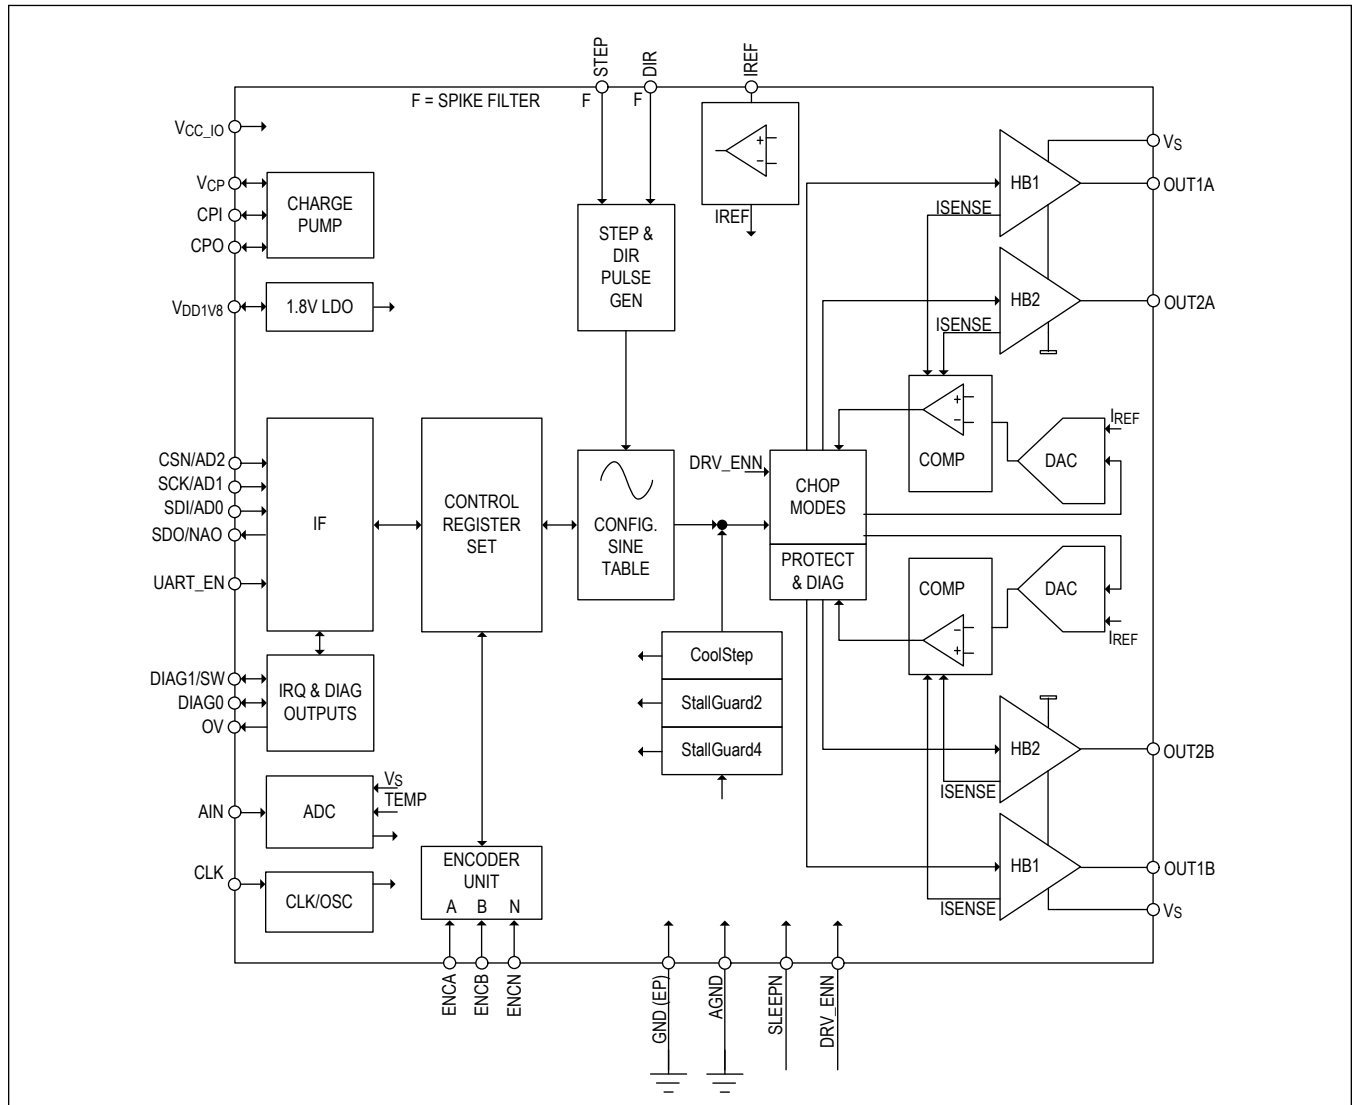 STEP
DIR
IREF
F = SPIKE FILTER
F
F
VCC_IO
VCP
CPI
CPO
CHARGE
PUMP
VDD1V8
1.8V LDO
STEP &
DIR
PULSE
GEN
+
−
IREF
HB1
ISENSE
VS
OUT1A
HB2
ISENSE
OUT2A
+
−
COMP
DAC
IREF
CSN/AD2
SCK/AD1
SDI/AD0
SDO/NAO
UART_EN
IF
CONTROL
REGISTER
SET
CONFIG.
SINE
TABLE
DRV_ENN
CHOP
MODES
PROTECT
& DIAG
COMP
−
+
DAC
IREF
CoolStep
StallGuard2
StallGuard4
DIAG1/SW
DIAG0
OV
IRQ & DIAG
OUTPUTS
HB2
ISENSE
OUT2B
AIN
ADC
VS
TEMP
CLK
CLK/OSC
ENCODER
UNIT
A B N
HB1
ISENSE
OUT1B
VS
ENCA
ENCB
ENCN
GND (EP)
AGND
SLEEPN
DRV_ENN